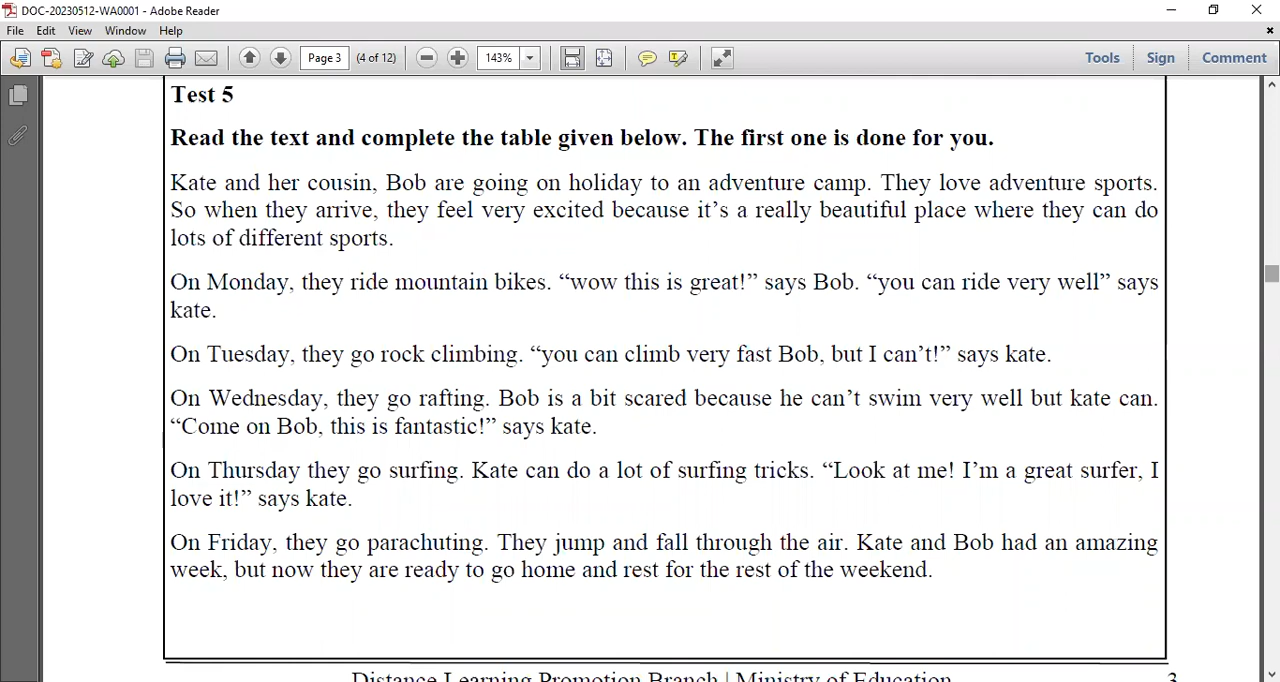 DOC-20230512-WA0001 - Adobe Reader
File Edit View Window Help
Page 3 (4 of 12) 143% Tools Sign Comment
Test 5
Read the text and complete the table given below. The first one is done for you.
Kate and her cousin, Bob are going on holiday to an adventure camp. They love adventure sports.
So when they arrive, they feel very excited because it’s a really beautiful place where they can do
lots of different sports.
On Monday, they ride mountain bikes. “wow this is great!” says Bob. “you can ride very well” says
kate.
On Tuesday, they go rock climbing. “you can climb very fast Bob, but I can’t!” says kate.
On Wednesday, they go rafting. Bob is a bit scared because he can’t swim very well but kate can.
“Come on Bob, this is fantastic!” says kate.
On Thursday they go surfing. Kate can do a lot of surfing tricks. “Look at me! I’m a great surfer, I
love it!” says kate.
On Friday, they go parachuting. They jump and fall through the air. Kate and Bob had an amazing
week, but now they are ready to go home and rest for the rest of the weekend.
Distance Learning Promotion Branch | Ministry of Education 3